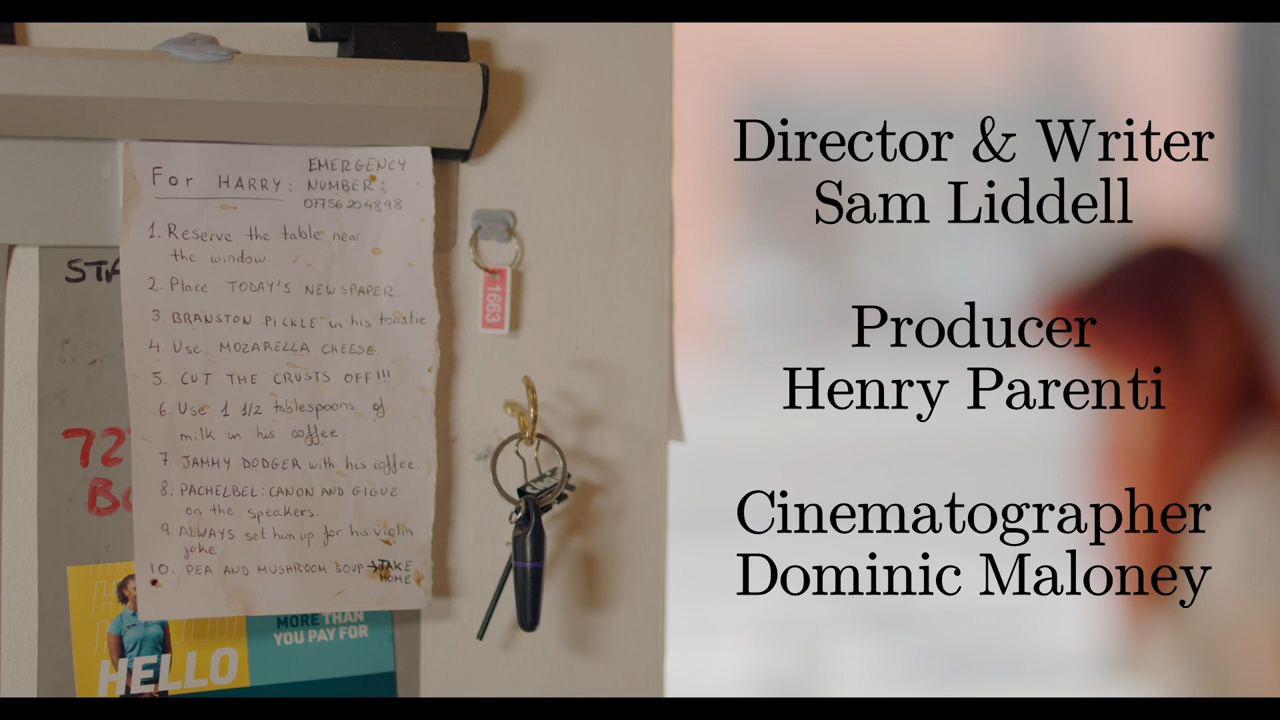 For HARRY:
EMERGENCY
NUMBER:
07756204898
1. Reserve the table near
the window.
2. Place TODAY'S NEWSPAPER.
3. BRANSTON PICKLE in his toastie.
4. Use MOZARELLA CHEESE.
5. CUT THE CRUSTS OFF!!!
6. Use 1 1/2 tablespoons of
milk in his coffee.
7. JAMMY DODGER with his coffee.
8. PACHELBEL: CANON AND GIGUE
on the speakers.
9. ALWAYS set him up for his violin
joke.
10. PEA AND MUSHROOM SOUP → TAKE
HOME
1663
STA
72
HELLO
MORE THAN
YOU PAY FOR
Director & Writer
Sam Liddell
Producer
Henry Parenti
Cinematographer
Dominic Maloney